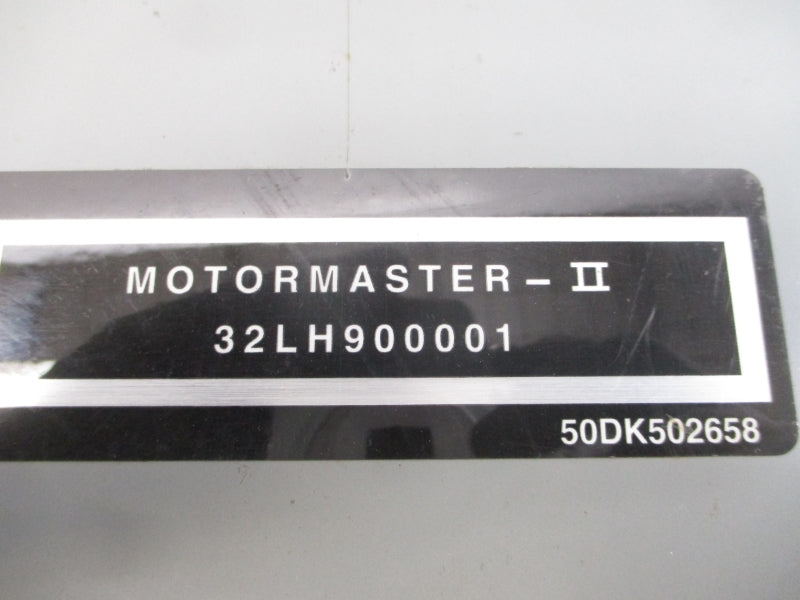 MOTORMASTER - II
32LH900001
50DK502658